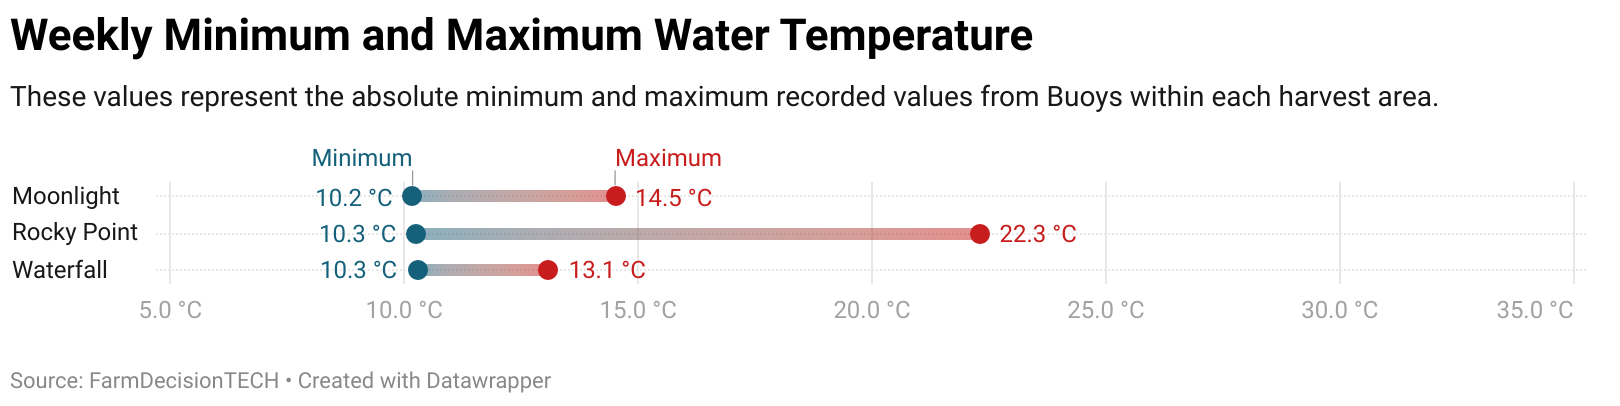 Weekly Minimum and Maximum Water Temperature
These values represent the absolute minimum and maximum recorded values from Buoys within each harvest area.
Minimum Maximum
Moonlight 10.2 °C 14.5 °C
Rocky Point 10.3 °C 22.3 °C
Waterfall 10.3 °C 13.1 °C
5.0 °C 10.0 °C 15.0 °C 20.0 °C 25.0 °C 30.0 °C 35.0 °C
Source: FarmDecisionTECH • Created with Datawrapper